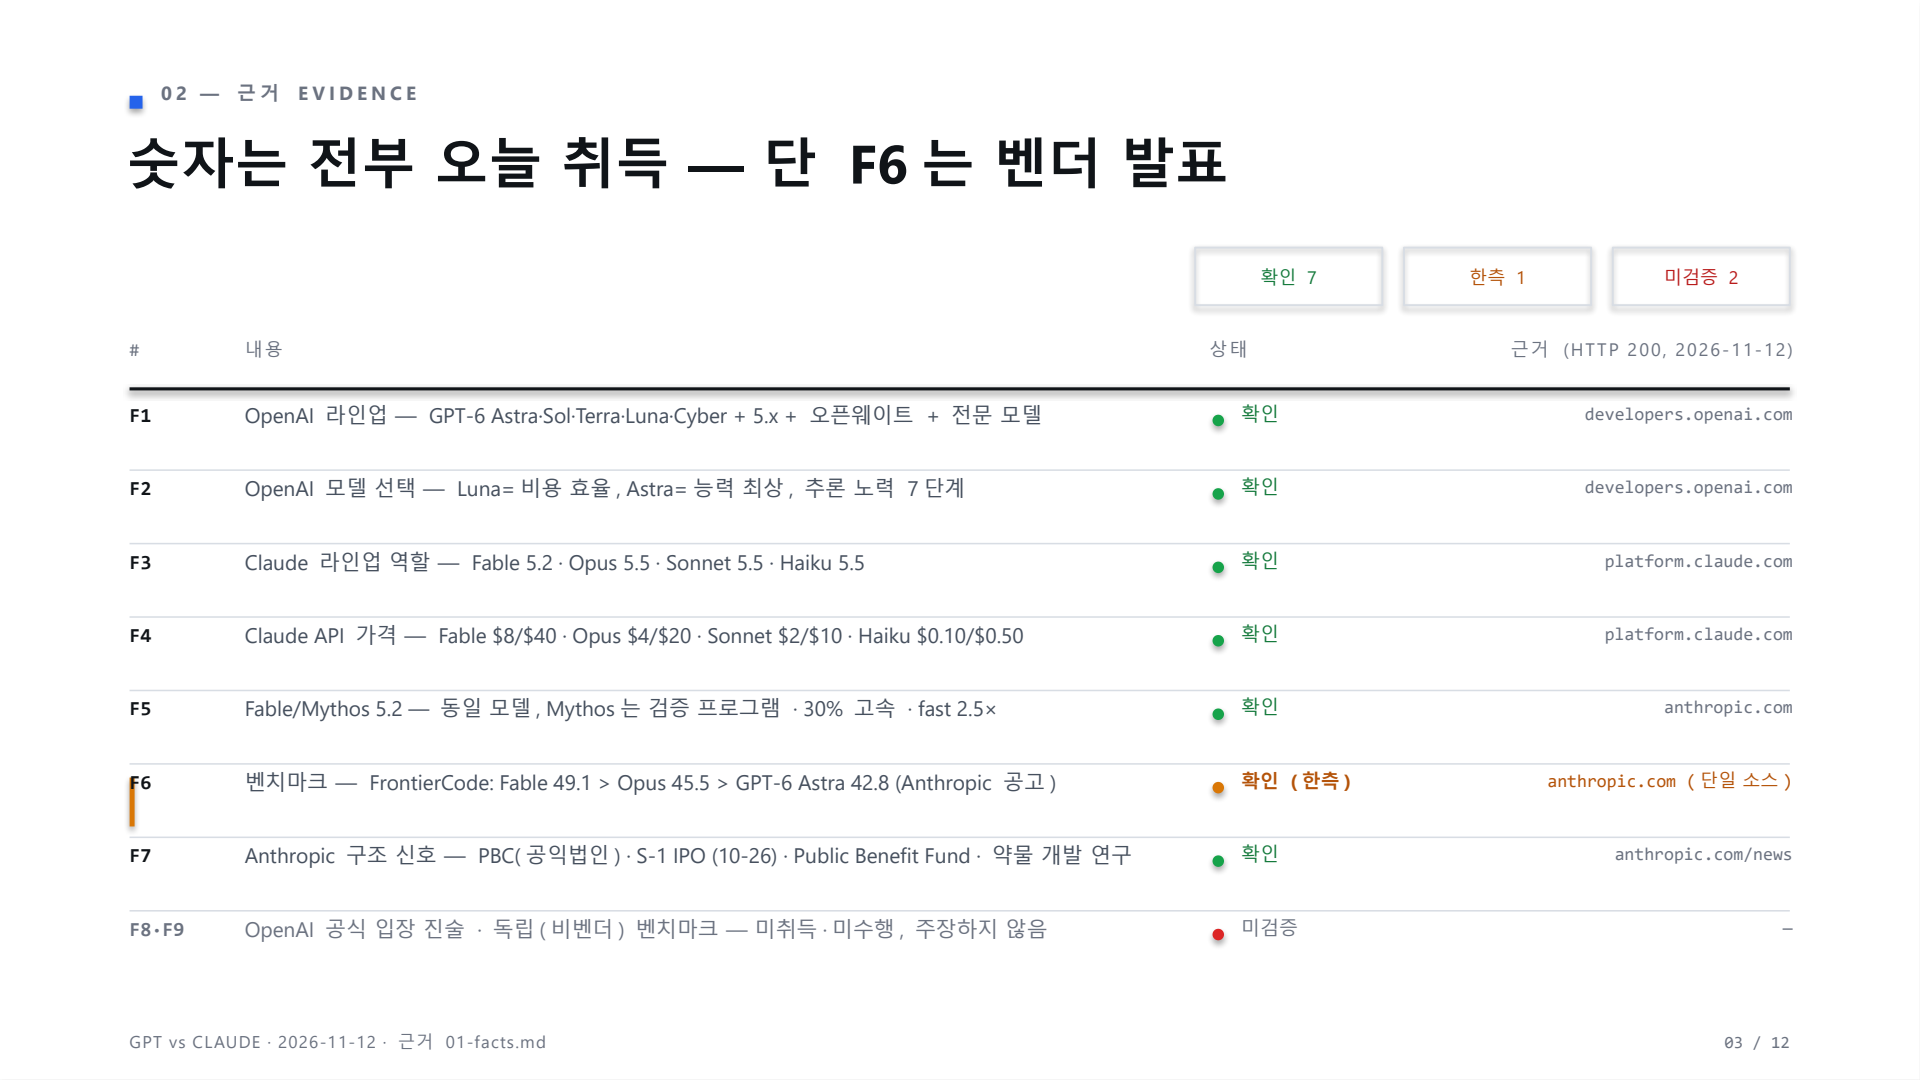 02 — 근거 EVIDENCE
숫자는 전부 오늘 취득 — 단 F6는 벤더 발표
확인 7 한측 1 미검증 2
# 내용 상태 근거 (HTTP 200, 2026-11-12)
F1 OpenAI 라인업 — GPT-6 Astra·Sol·Terra·Luna·Cyber + 5.x + 오픈웨이트 + 전문 모델 확인 developers.openai.com
F2 OpenAI 모델 선택 — Luna=비용 효율, Astra=능력 최상, 추론 노력 7단계 확인 developers.openai.com
F3 Claude 라인업 역할 — Fable 5.2 · Opus 5.5 · Sonnet 5.5 · Haiku 5.5 확인 platform.claude.com
F4 Claude API 가격 — Fable $8/$40 · Opus $4/$20 · Sonnet $2/$10 · Haiku $0.10/$0.50 확인 platform.claude.com
F5 Fable/Mythos 5.2 — 동일 모델, Mythos는 검증 프로그램 · 30% 고속 · fast 2.5× 확인 anthropic.com
F6 벤치마크 — FrontierCode: Fable 49.1 > Opus 45.5 > GPT-6 Astra 42.8 (Anthropic 공고) 확인 (한측) anthropic.com (단일 소스)
F7 Anthropic 구조 신호 — PBC(공익법인) · S-1 IPO (10-26) · Public Benefit Fund · 약물 개발 연구 확인 anthropic.com/news
F8·F9 OpenAI 공식 입장 진술 · 독립(비벤더) 벤치마크 — 미취득·미수행, 주장하지 않음 미검증 —
GPT vs CLAUDE · 2026-11-12 · 근거 01-facts.md 03 / 12